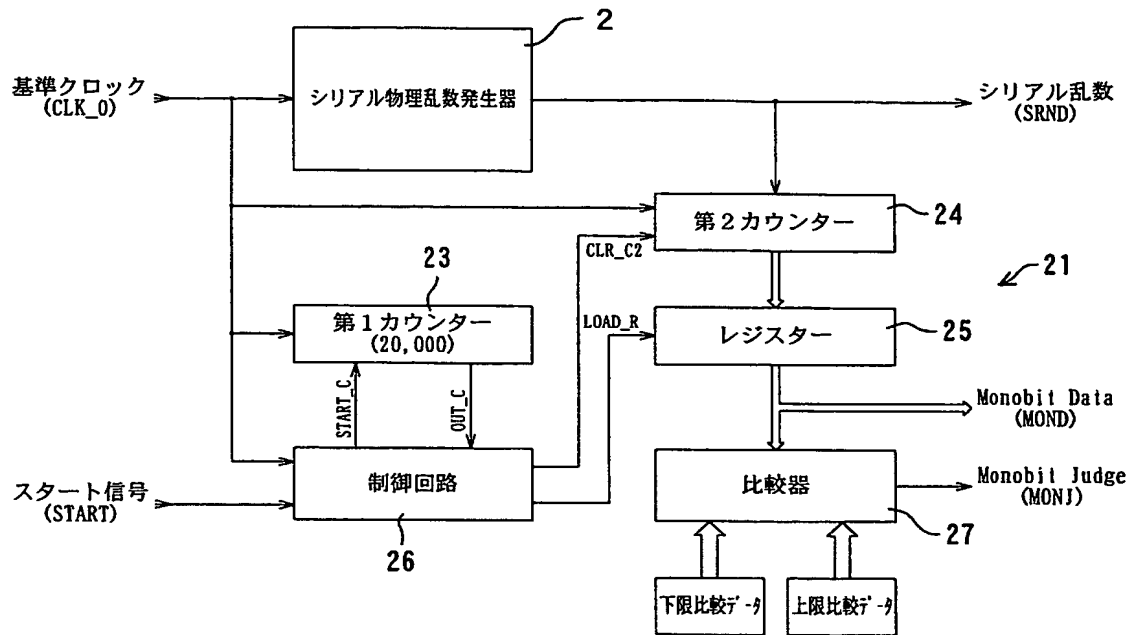 2
基準クロック
(CLK_0)
シリアル物理乱数発生器
シリアル乱数
(SRND)
第2カウンター
24
CLR_C2
21
23
第1カウンター
(20,000)
LOAD_R
レジスター
25
START_C
OUT_C
Monobit Data
(MOND)
制御回路
比較器
Monobit Judge
(MONJ)
スタート信号
(START)
26
27
下限比較データ
上限比較データ